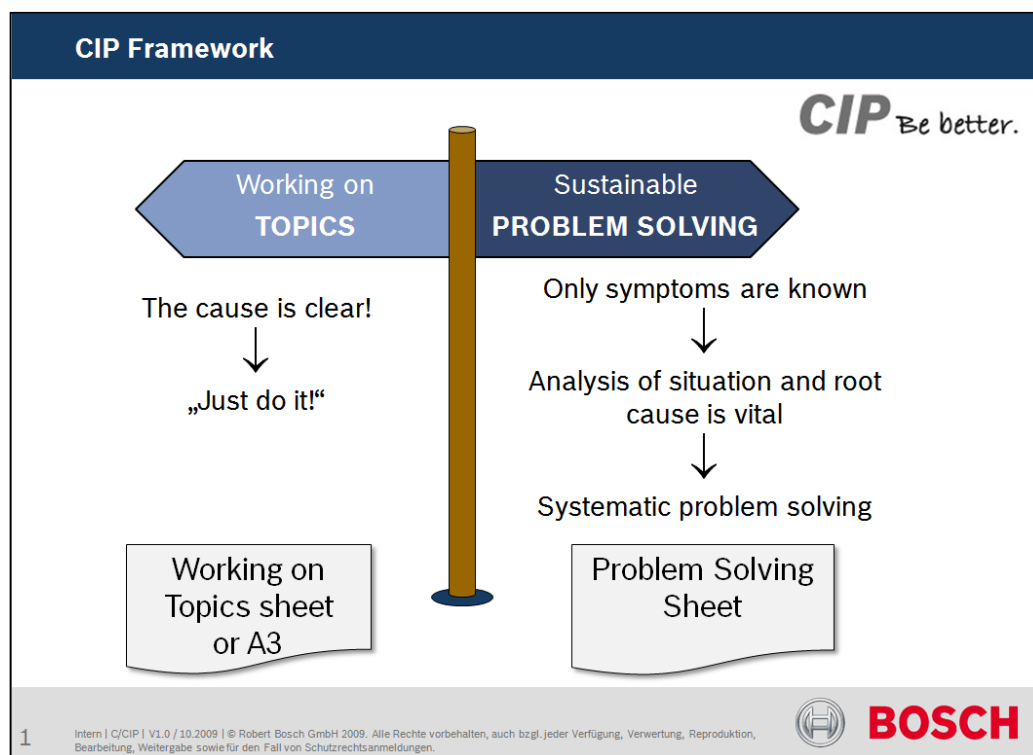 CIP Framework
CIP Be better.
Working on
TOPICS
Sustainable
PROBLEM SOLVING
The cause is clear!
„Just do it!“
Only symptoms are known
Analysis of situation and root
cause is vital
Systematic problem solving
Working on
Topics sheet
or A3
Problem Solving
Sheet
1
Intern | C/CIP | V1.0 / 10.2009 | © Robert Bosch GmbH 2009. Alle Rechte vorbehalten, auch bzgl. jeder Verfügung, Verwertung, Reproduktion,
Bearbeitung, Weitergabe sowie für den Fall von Schutzrechtsanmeldungen.
BOSCH